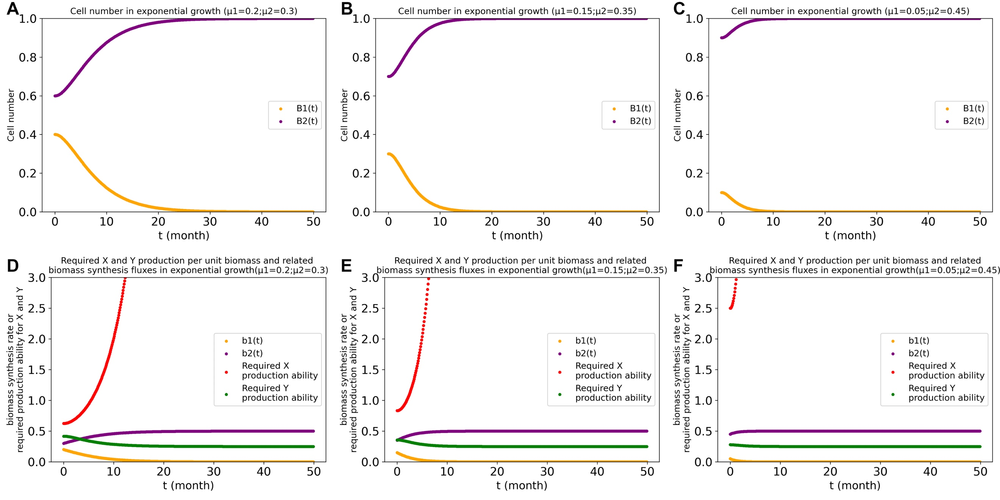 A
Cell number in exponential growth (μ1=0.2;μ2=0.3)
1.0
0.8
0.6
0.4
0.2
0.0
Cell number
B1(t)
B2(t)
0 10 20 30 40 50
t (month)
B
Cell number in exponential growth (μ1=0.15;μ2=0.35)
1.0
0.8
0.6
0.4
0.2
0.0
Cell number
B1(t)
B2(t)
0 10 20 30 40 50
t (month)
C
Cell number in exponential growth (μ1=0.05;μ2=0.45)
1.0
0.8
0.6
0.4
0.2
0.0
Cell number
B1(t)
B2(t)
0 10 20 30 40 50
t (month)
D
Required X and Y production per unit biomass and related
biomass synthesis fluxes in exponential growth(μ1=0.2;μ2=0.3)
3.0
2.5
2.0
1.5
1.0
0.5
0.0
biomass synthesis rate or
required production ability for X and Y
b1(t)
b2(t)
Required X
production ability
Required Y
production ability
0 10 20 30 40 50
t (month)
E
Required X and Y production per unit biomass and related
biomass synthesis fluxes in exponential growth(μ1=0.15;μ2=0.35)
3.0
2.5
2.0
1.5
1.0
0.5
0.0
biomass synthesis rate or
required production ability for X and Y
b1(t)
b2(t)
Required X
production ability
Required Y
production ability
0 10 20 30 40 50
t (month)
F
Required X and Y production per unit biomass and related
biomass synthesis fluxes in exponential growth(μ1=0.05;μ2=0.45)
3.0
2.5
2.0
1.5
1.0
0.5
0.0
biomass synthesis rate or
required production ability for X and Y
b1(t)
b2(t)
Required X
production ability
Required Y
production ability
0 10 20 30 40 50
t (month)